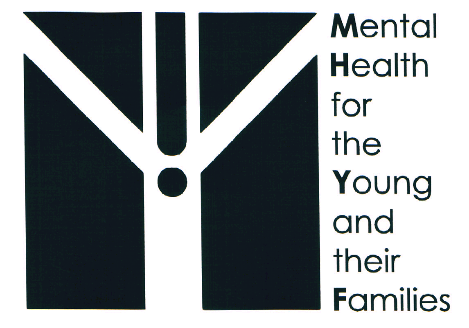 Mental
Health
for
the
Young
and
their
Families